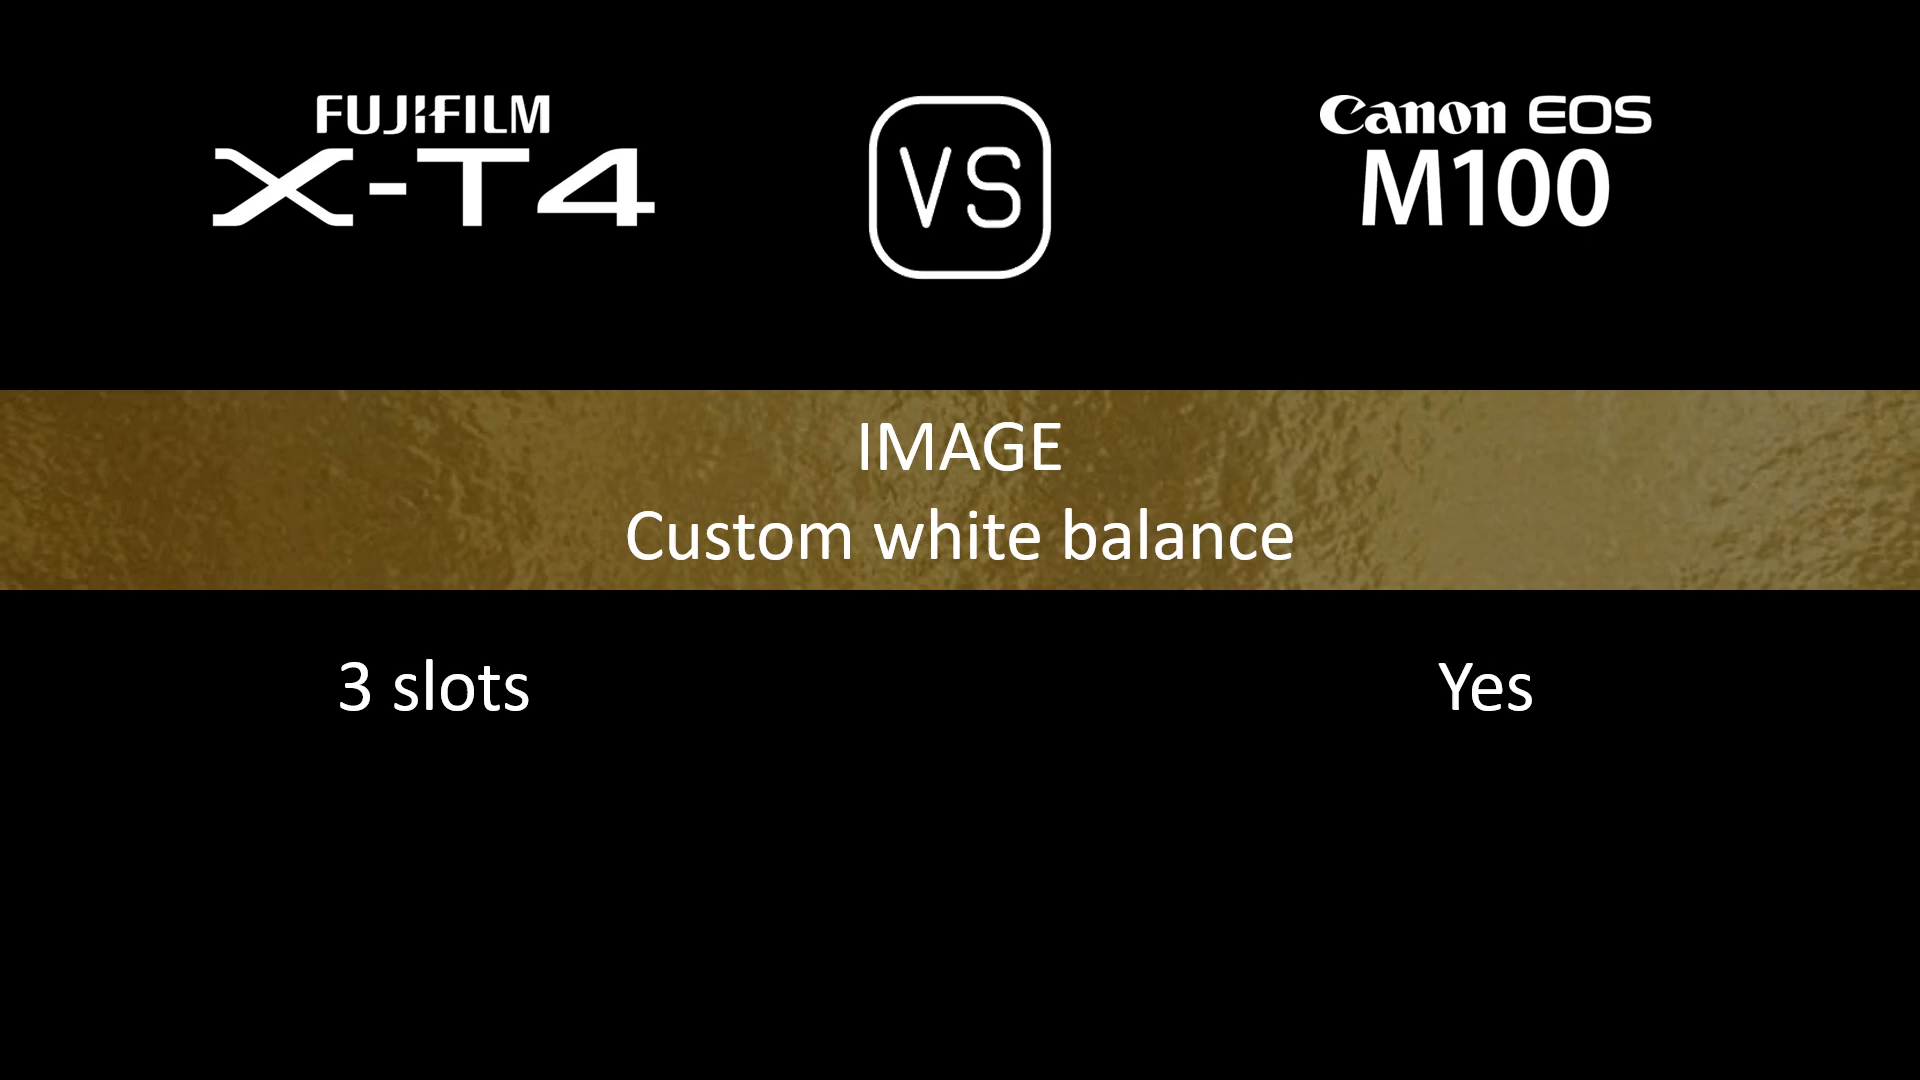 FUJIFILM
X-T4
VS
Canon EOS
M100
IMAGE
Custom white balance
3 slots
Yes